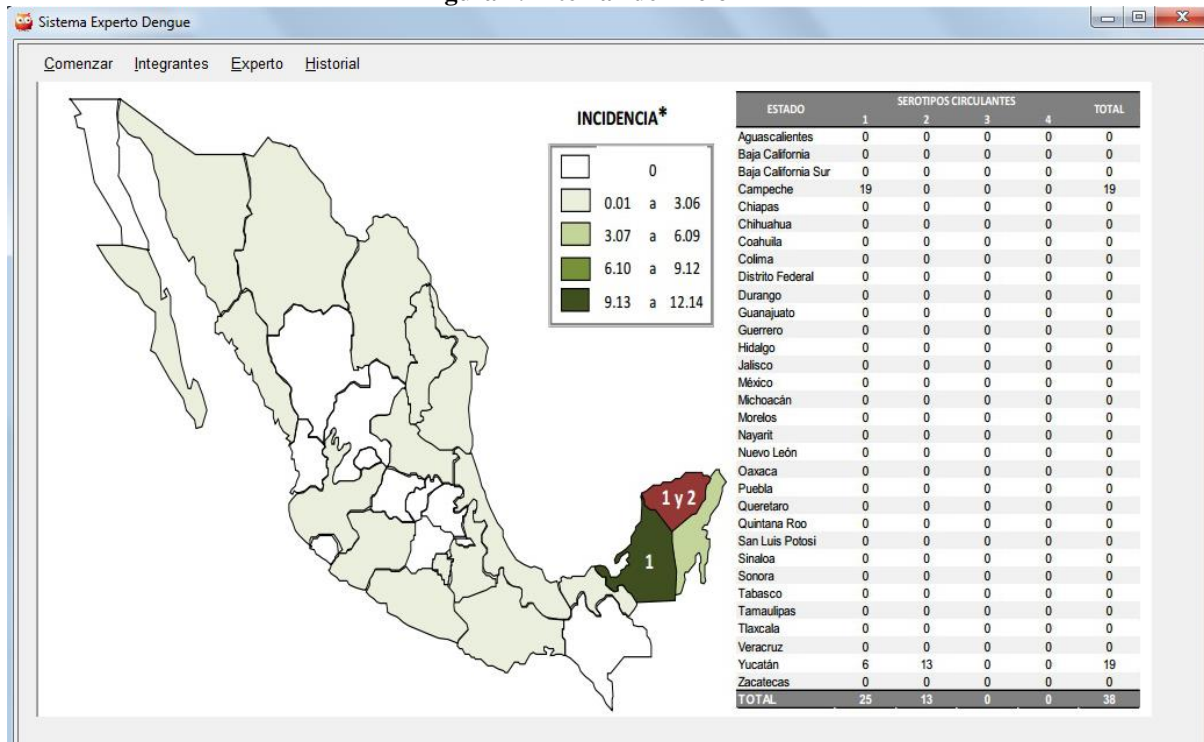 Sistema Experto Dengue
Comenzar Integrantes Experto Historial
INCIDENCIA*
0
0.01 a 3.06
3.07 a 6.09
6.10 a 9.12
9.13 a 12.14
1 y 2
1
ESTADO SEROTIPOS CIRCULANTES TOTAL
1 2 3 4
Aguascalientes 0 0 0 0 0
Baja California 0 0 0 0 0
Baja California Sur 0 0 0 0 0
Campeche 19 0 0 0 19
Chiapas 0 0 0 0 0
Chihuahua 0 0 0 0 0
Coahuila 0 0 0 0 0
Colima 0 0 0 0 0
Distrito Federal 0 0 0 0 0
Durango 0 0 0 0 0
Guanajuato 0 0 0 0 0
Guerrero 0 0 0 0 0
Hidalgo 0 0 0 0 0
Jalisco 0 0 0 0 0
México 0 0 0 0 0
Michoacán 0 0 0 0 0
Morelos 0 0 0 0 0
Nayarit 0 0 0 0 0
Nuevo León 0 0 0 0 0
Oaxaca 0 0 0 0 0
Puebla 0 0 0 0 0
Queretaro 0 0 0 0 0
Quintana Roo 0 0 0 0 0
San Luis Potosi 0 0 0 0 0
Sinaloa 0 0 0 0 0
Sonora 0 0 0 0 0
Tabasco 0 0 0 0 0
Tamaulipas 0 0 0 0 0
Tlaxcala 0 0 0 0 0
Veracruz 0 0 0 0 0
Yucatán 6 13 0 0 19
Zacatecas 0 0 0 0 0
TOTAL 25 13 0 0 38